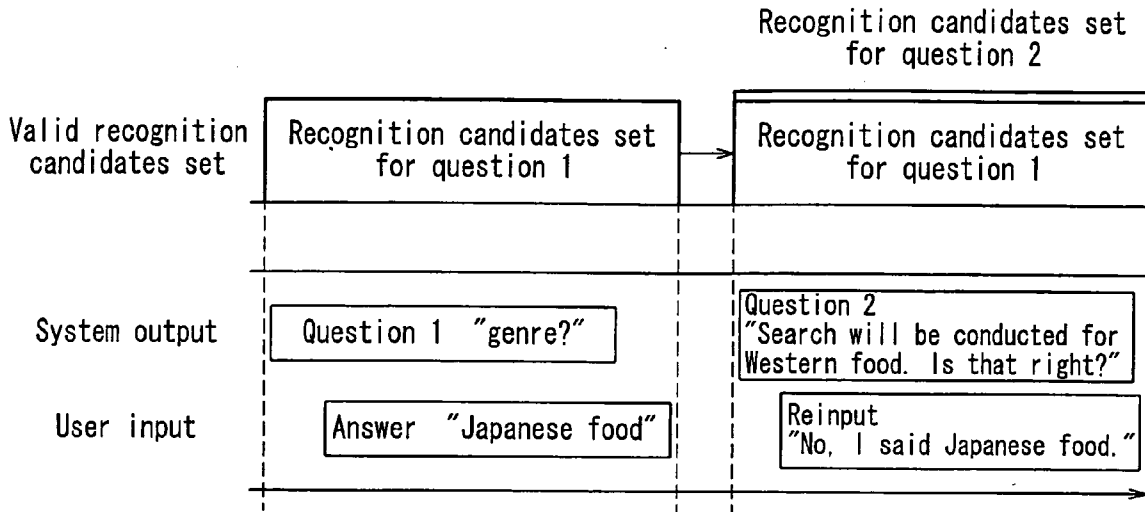 Recognition candidates set
for question 2
Valid recognition
candidates set
Recognition candidates set
for question 1
Recognition candidates set
for question 1
System output
Question 1 "genre?"
Question 2
"Search will be conducted for
Western food. Is that right?"
User input
Answer "Japanese food"
Reinput
"No, I said Japanese food."